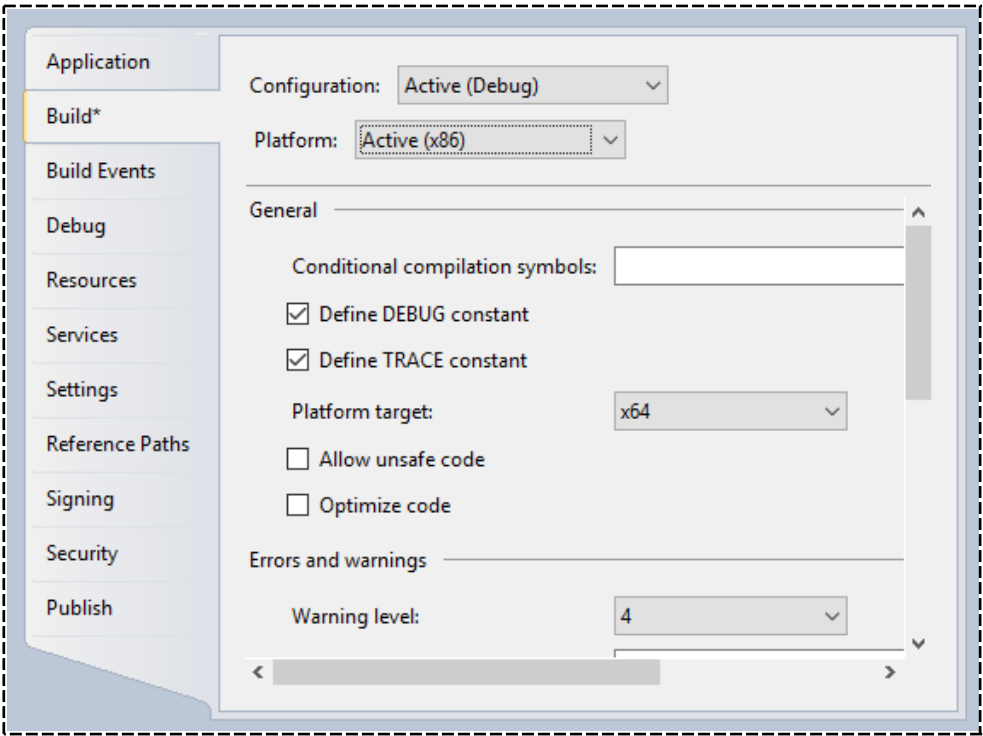 Application
Build*
Build Events
Debug
Resources
Services
Settings
Reference Paths
Signing
Security
Publish
Configuration: Active (Debug)
Platform: Active (x86)
General
Conditional compilation symbols:
Define DEBUG constant
Define TRACE constant
Platform target: x64
Allow unsafe code
Optimize code
Errors and warnings
Warning level: 4